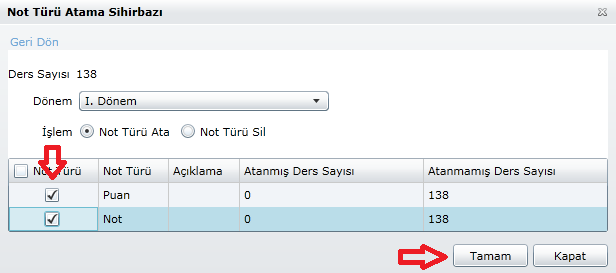 Not Türü Atama Sihirbazı
Geri Dön
Ders Sayısı 138
Dönem I. Dönem
İşlem Not Türü Ata Not Türü Sil
Not Türü Not Türü Açıklama Atanmış Ders Sayısı Atanmamış Ders Sayısı
Puan 0 138
Not 0 138
Tamam Kapat